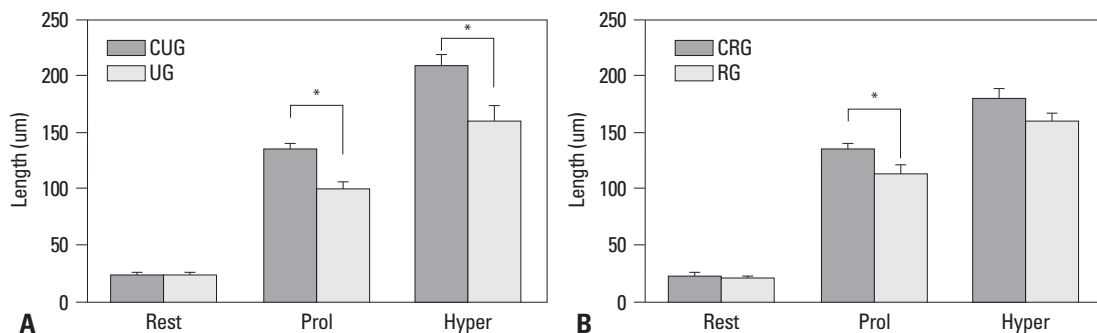 250
200
150
100
50
0
Length (um)
CUG
UG
*
*
Rest Prol Hyper
A
250
200
150
100
50
0
Length (um)
CRG
RG
*
Rest Prol Hyper
B